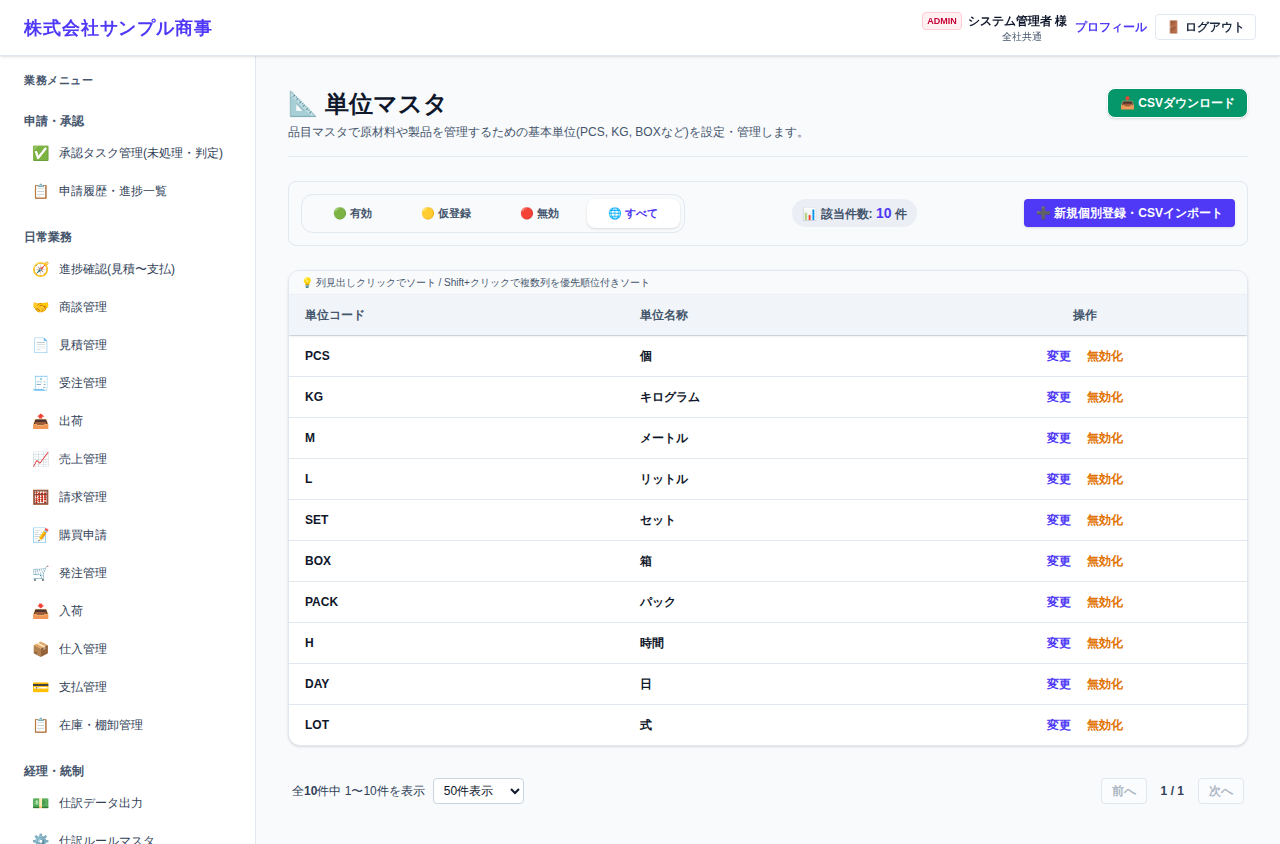 株式会社サンプル商事
ADMIN システム管理者 様
全社共通
プロフィール
ログアウト
業務メニュー
申請・承認
承認タスク管理(未処理・判定)
申請履歴・進捗一覧
日常業務
進捗確認(見積〜支払)
商談管理
見積管理
受注管理
出荷
売上管理
請求管理
購買申請
発注管理
入荷
仕入管理
支払管理
在庫・棚卸管理
経理・統制
仕訳データ出力
仕訳ルールマスタ
単位マスタ
品目マスタで原材料や製品を管理するための基本単位(PCS, KG, BOXなど)を設定・管理します。
CSVダウンロード
有効 仮登録 無効 すべて
該当件数: 10 件
新規個別登録・CSVインポート
列見出しクリックでソート / Shift+クリックで複数列を優先順位付きソート
単位コード 単位名称 操作
PCS 個 変更 無効化
KG キログラム 変更 無効化
M メートル 変更 無効化
L リットル 変更 無効化
SET セット 変更 無効化
BOX 箱 変更 無効化
PACK パック 変更 無効化
H 時間 変更 無効化
DAY 日 変更 無効化
LOT 式 変更 無効化
全10件中 1〜10件を表示 50件表示
前へ 1 / 1 次へ